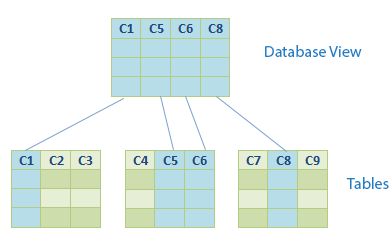 C1 C5 C6 C8
Database View
C1 C2 C3 C4 C5 C6 C7 C8 C9
Tables